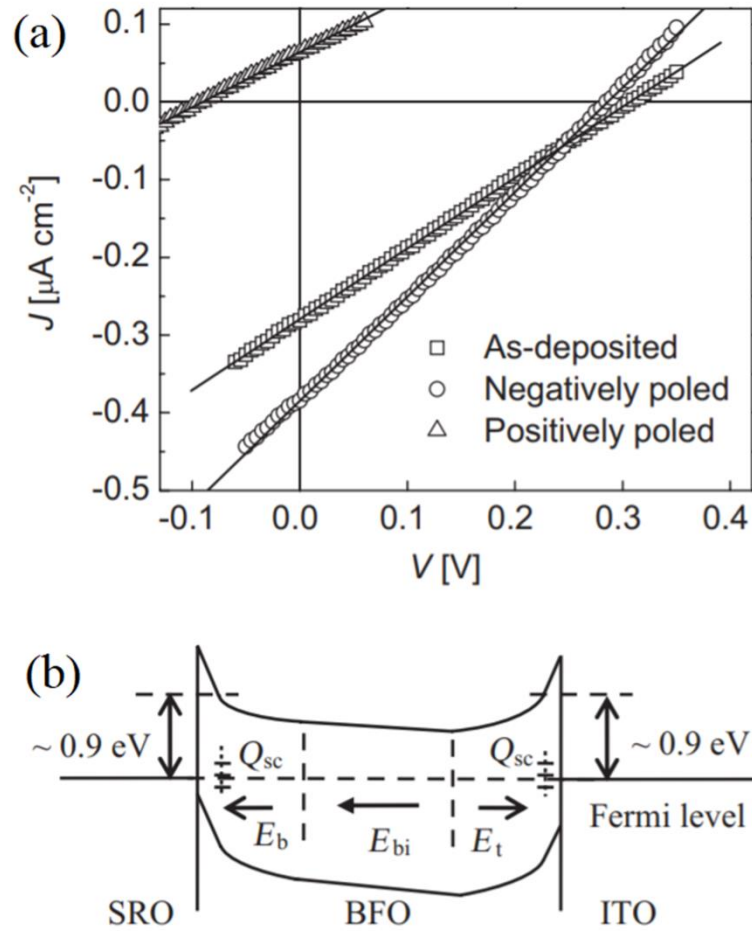 (a)
0.1
0.0
-0.1
-0.2
-0.3
-0.4
-0.5
J [μA cm⁻²]
As-deposited
Negatively poled
Positively poled
-0.1 0.0 0.1 0.2 0.3 0.4
V [V]
(b)
~ 0.9 eV Qsc Qsc ~ 0.9 eV
Eb Ebi Et Fermi level
SRO BFO ITO